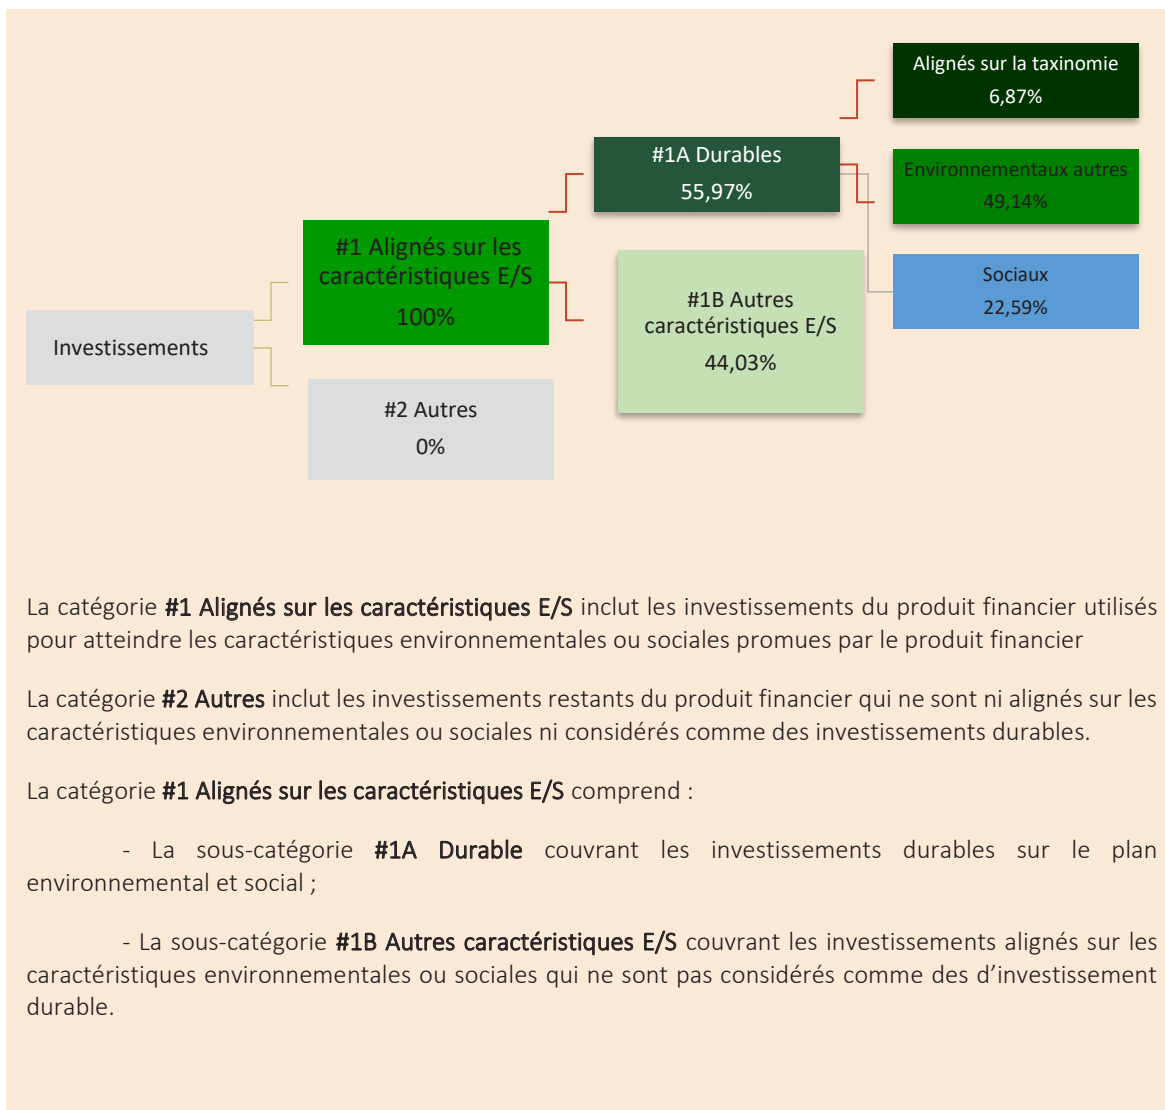 Alignés sur la taxinomie
6,87%
#1A Durables
55,97%
Environnementaux autres
49,14%
#1 Alignés sur les
caractéristiques E/S
100%
Sociaux
22,59%
#1B Autres
caractéristiques E/S
44,03%
Investissements
#2 Autres
0%
La catégorie #1 Alignés sur les caractéristiques E/S inclut les investissements du produit financier utilisés
pour atteindre les caractéristiques environnementales ou sociales promues par le produit financier
La catégorie #2 Autres inclut les investissements restants du produit financier qui ne sont ni alignés sur les
caractéristiques environnementales ou sociales ni considérés comme des investissements durables.
La catégorie #1 Alignés sur les caractéristiques E/S comprend :
- La sous-catégorie #1A Durable couvrant les investissements durables sur le plan
environnemental et social ;
- La sous-catégorie #1B Autres caractéristiques E/S couvrant les investissements alignés sur les
caractéristiques environnementales ou sociales qui ne sont pas considérés comme des d’investissement
durable.